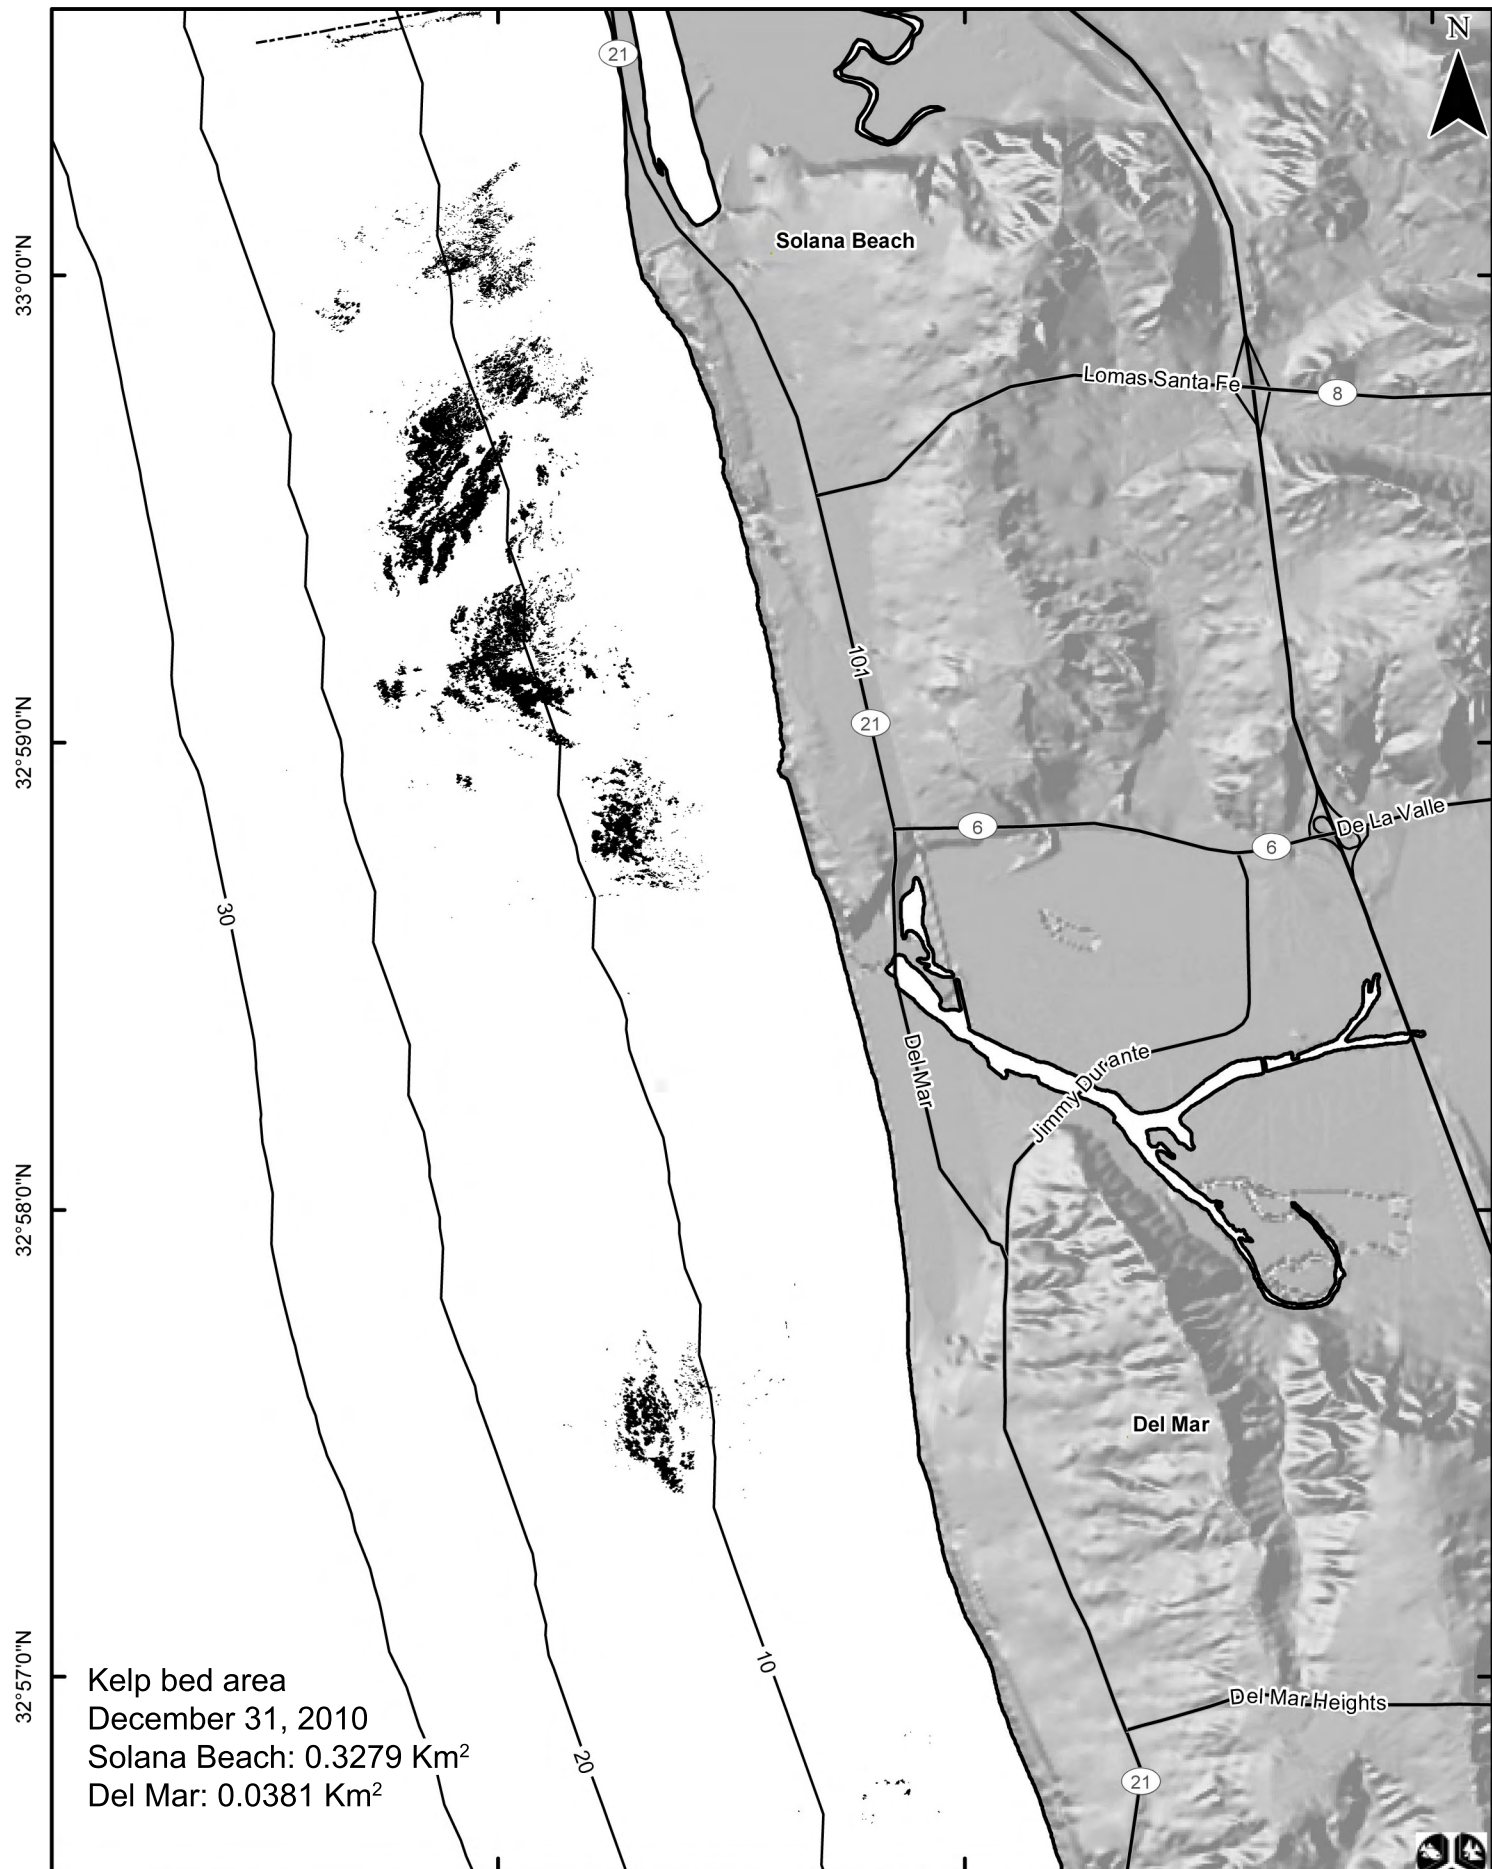 N
21
33°0'0"N
Solana Beach
Lomas Santa Fe
8
101
32°59'0"N
21
6
De La Valle
6
30
Del Mar
Jimmy Durante
32°58'0"N
Del Mar
10
32°57'0"N
Del Mar Heights
Kelp bed area
December 31, 2010
Solana Beach: 0.3279 Km²
Del Mar: 0.0381 Km²
20
21